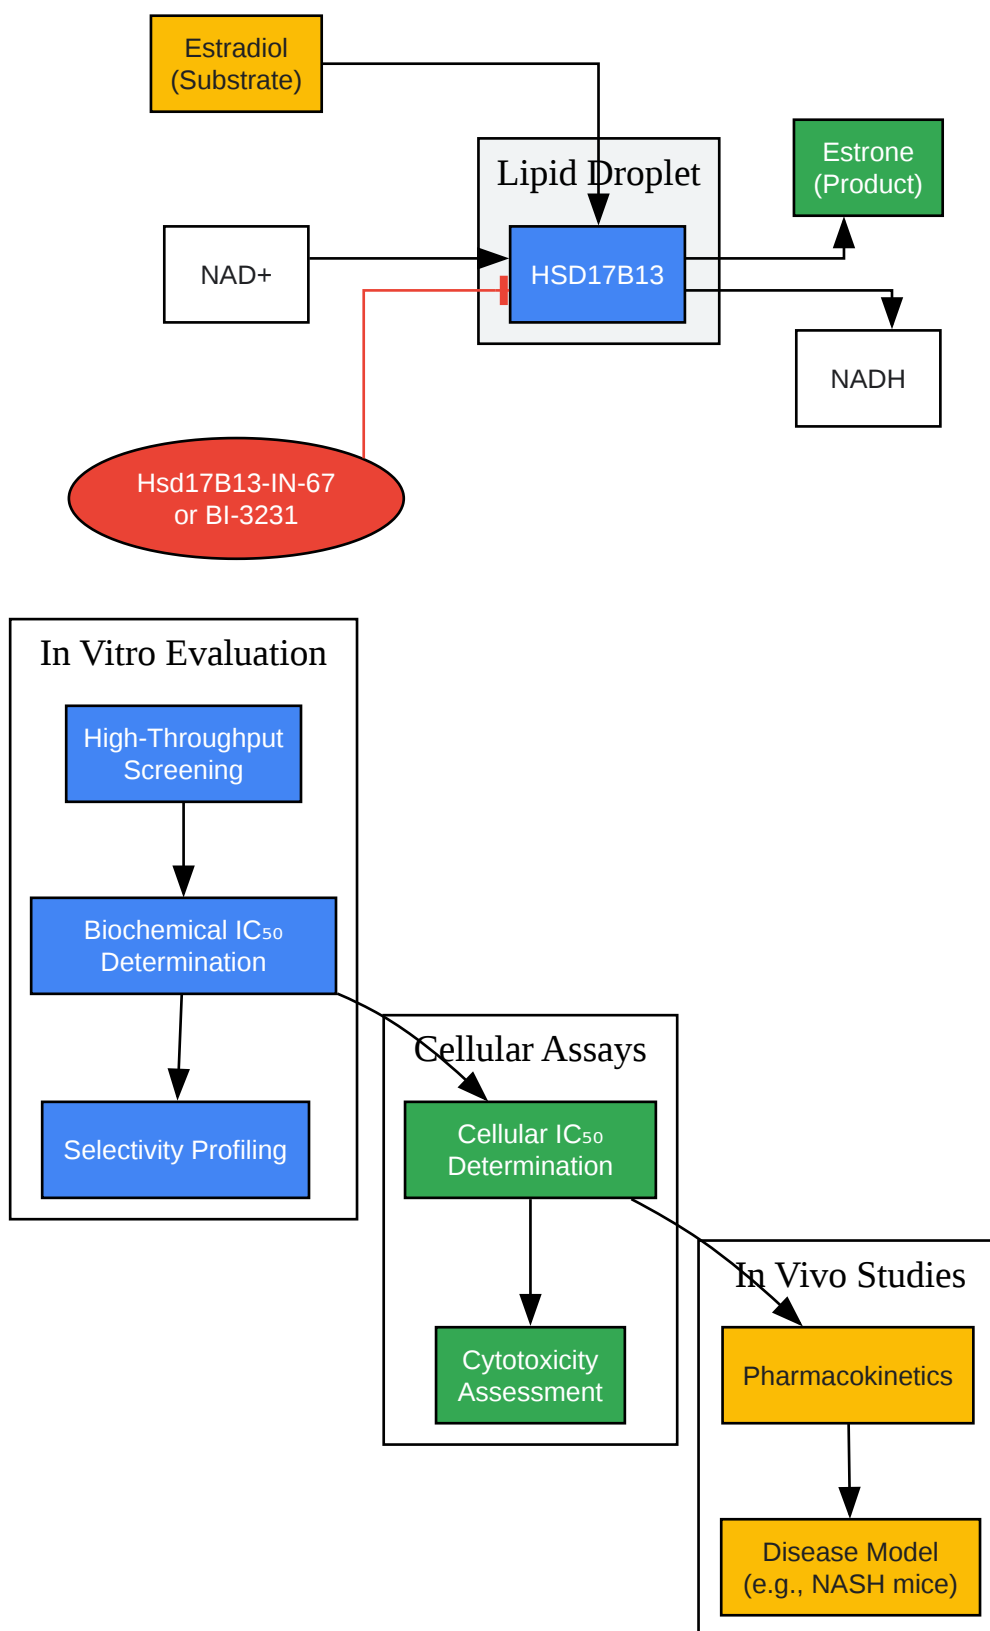 Estradiol
(Substrate)
Lipid Droplet
Estrone
(Product)
NAD+
HSD17B13
NADH
Hsd17B13-IN-67
or BI-3231
In Vitro Evaluation
High-Throughput
Screening
Biochemical IC₅₀
Determination
Selectivity Profiling
Cellular Assays
Cellular IC₅₀
Determination
Cytotoxicity
Assessment
In Vivo Studies
Pharmacokinetics
Disease Model
(e.g., NASH mice)